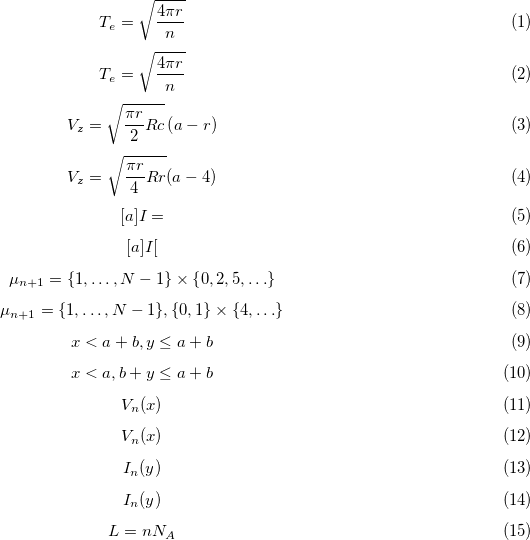 $T_e = \sqrt{\frac{4\pi r}{n}}$ (1)
$T_e = \sqrt{\frac{4\pi r}{n}}$ (2)
$V_z = \sqrt{\frac{\pi r}{2} Rc}\,(a - r)$ (3)
$V_z = \sqrt{\frac{\pi r}{4} Rr}(a - 4)$ (4)
$[a]I =$ (5)
$[a]I[$ (6)
$\mu_{n+1} = \{1, \ldots, N - 1\} \times \{0, 2, 5, \ldots\}$ (7)
$\mu_{n+1} = \{1, \ldots, N - 1\}, \{0, 1\} \times \{4, \ldots\}$ (8)
$x < a + b, y \leq a + b$ (9)
$x < a, b + y \leq a + b$ (10)
$V_n(x)$ (11)
$V_n(x)$ (12)
$I_n(y)$ (13)
$I_n(y)$ (14)
$L = nN_A$ (15)